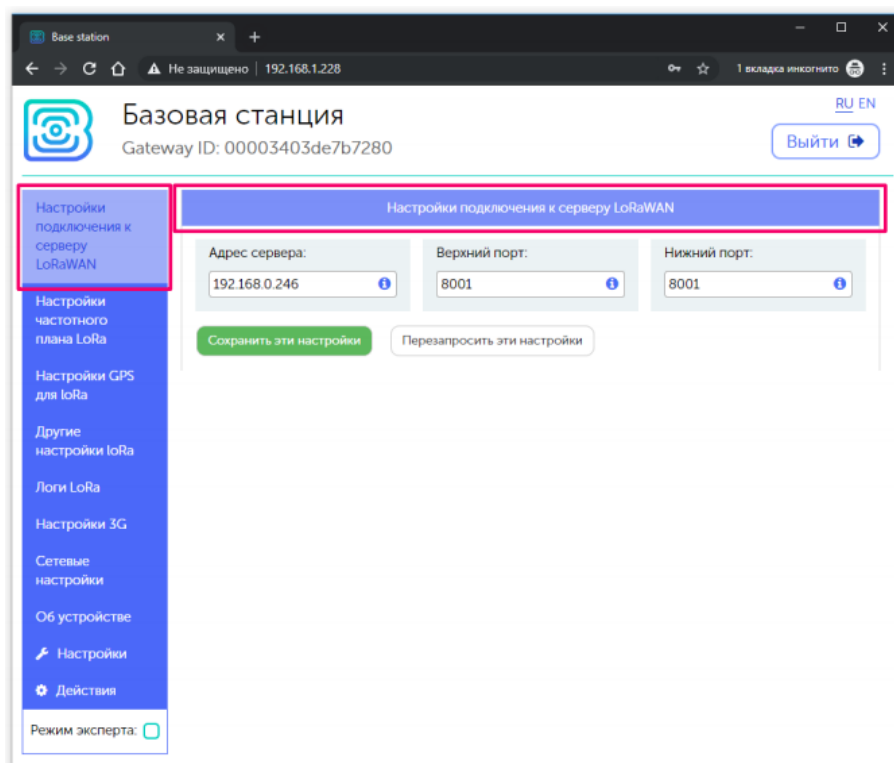 Base station
Не защищено | 192.168.1.228
1 вкладка инкогнито
Базовая станция
Gateway ID: 00003403de7b7280
RU EN
Выйти
Настройки
подключения к
серверу
LoRaWAN
Настройки
частотного
плана LoRa
Настройки GPS
для loRa
Другие
настройки loRa
Логи LoRa
Настройки 3G
Сетевые
настройки
Об устройстве
Настройки
Действия
Режим эксперта:
Настройки подключения к серверу LoRaWAN
Адрес сервера:
192.168.0.246
Верхний порт:
8001
Нижний порт:
8001
Сохранить эти настройки
Перезапросить эти настройки